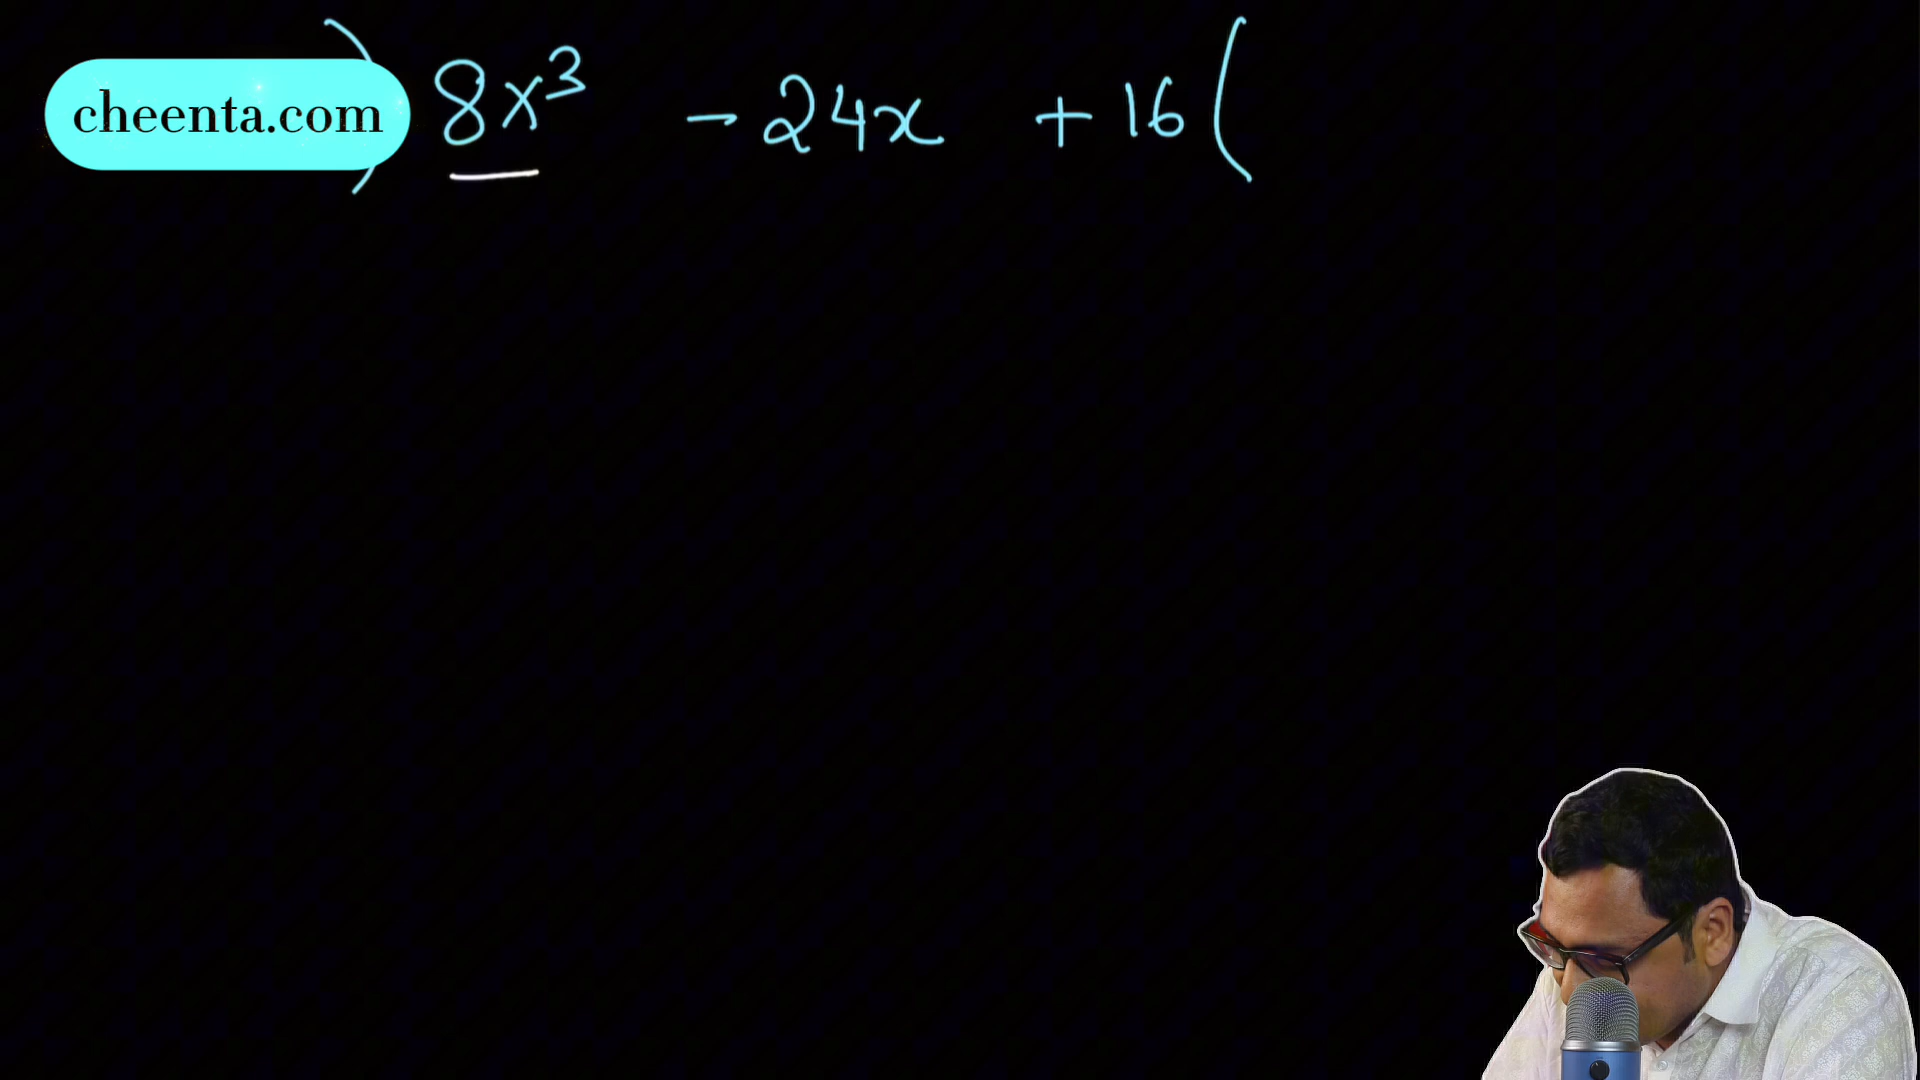 cheenta.com
) 8x³ - 24x + 16 (